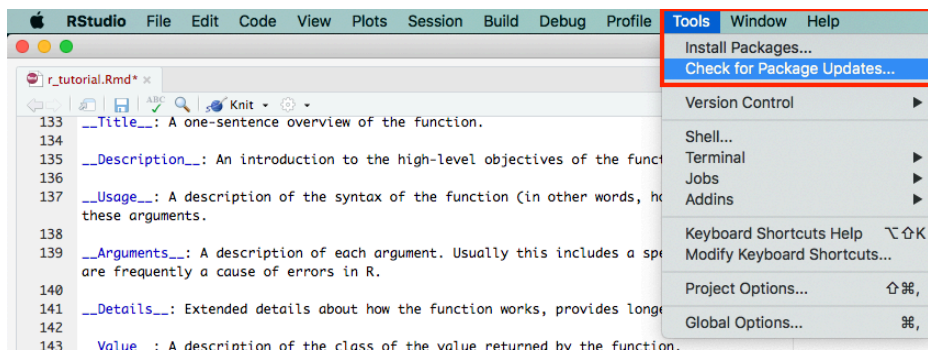 RStudio File Edit Code View Plots Session Build Debug Profile Tools Window Help
r_tutorial.Rmd*
ABC Knit
133 __Title__: A one-sentence overview of the function.
134
135 __Description__: An introduction to the high-level objectives of the
136
137 __Usage__: A description of the syntax of the function (in other words,
these arguments.
138
139 __Arguments__: A description of each argument. Usually this includes a
are frequently a cause of errors in R.
140
141 __Details__: Extended details about how the function works, provides
142
143 __Value__: A description of the class of the value returned by the function.
Install Packages...
Check for Package Updates...
Version Control
Shell...
Terminal
Jobs
Addins
Keyboard Shortcuts Help ⌥⇧K
Modify Keyboard Shortcuts...
Project Options... ⇧⌘,
Global Options... ⌘,